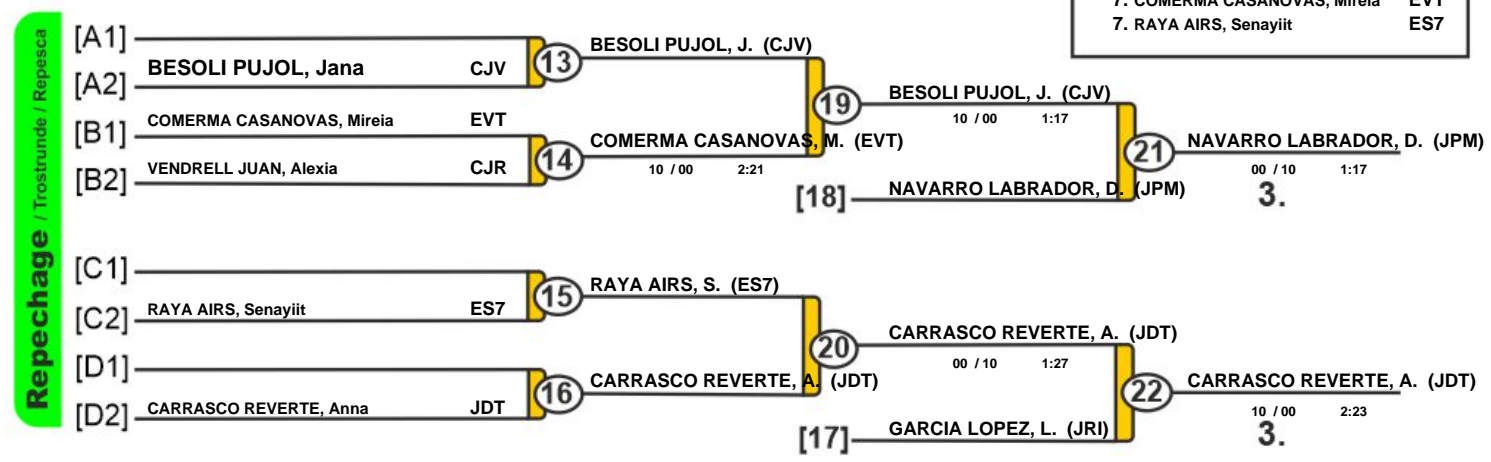 7. COMERMA CASANOVAS, Mireia EVT
7. RAYA AIRS, Senayiit ES7
Repechage / Trostrunde / Repesca
[A1]
BESOLI PUJOL, Jana CJV
[A2]
13
BESOLI PUJOL, J. (CJV)
COMERMA CASANOVAS, Mireia EVT
[B1]
VENDRELL JUAN, Alexia CJR
[B2]
14
COMERMA CASANOVAS, M. (EVT)
10 / 00 2:21
19
BESOLI PUJOL, J. (CJV)
10 / 00 1:17
[18]
NAVARRO LABRADOR, D. (JPM)
21
NAVARRO LABRADOR, D. (JPM)
00 / 10 1:17
3.
[C1]
RAYA AIRS, Senayiit ES7
[C2]
15
RAYA AIRS, S. (ES7)
[D1]
CARRASCO REVERTE, Anna JDT
[D2]
16
CARRASCO REVERTE, A. (JDT)
20
CARRASCO REVERTE, A. (JDT)
00 / 10 1:27
[17]
GARCIA LOPEZ, L. (JRI)
22
CARRASCO REVERTE, A. (JDT)
10 / 00 2:23
3.